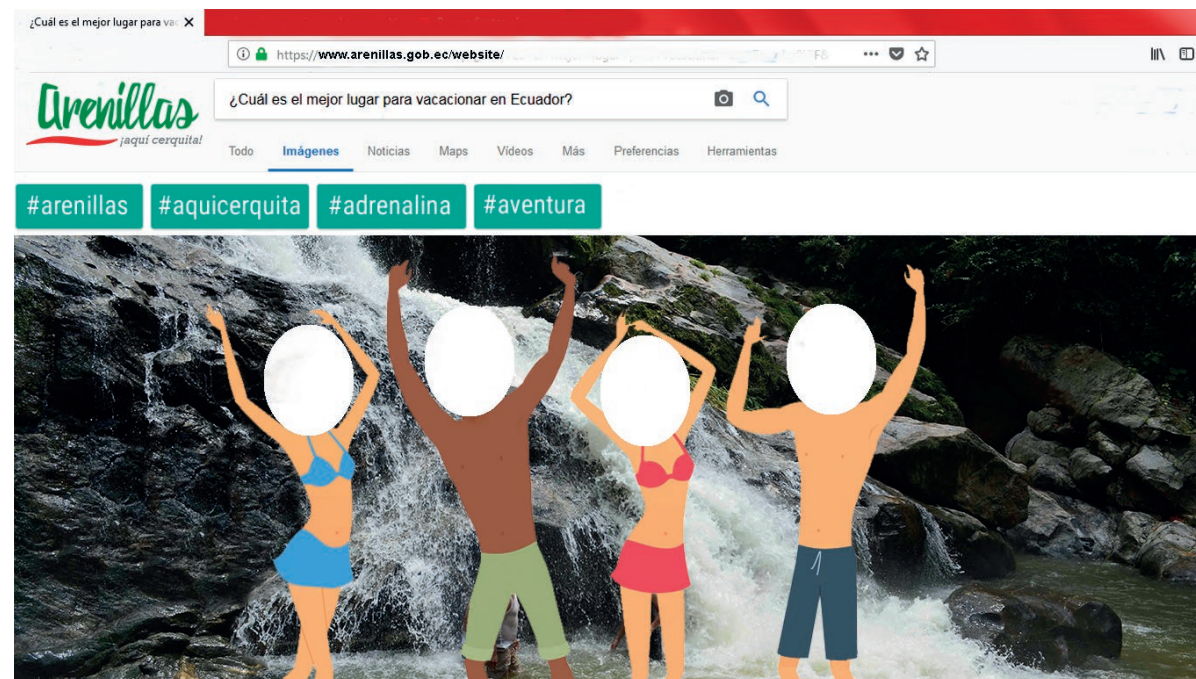 ¿Cuál es el mejor lugar para vac
https://www.arenillas.gob.ec/website/
arenillas
¡aquí cerquita!
¿Cuál es el mejor lugar para vacacionar en Ecuador?
Todo Imágenes Noticias Maps Vídeos Más Preferencias Herramientas
#arenillas #aquicerquita #adrenalina #aventura